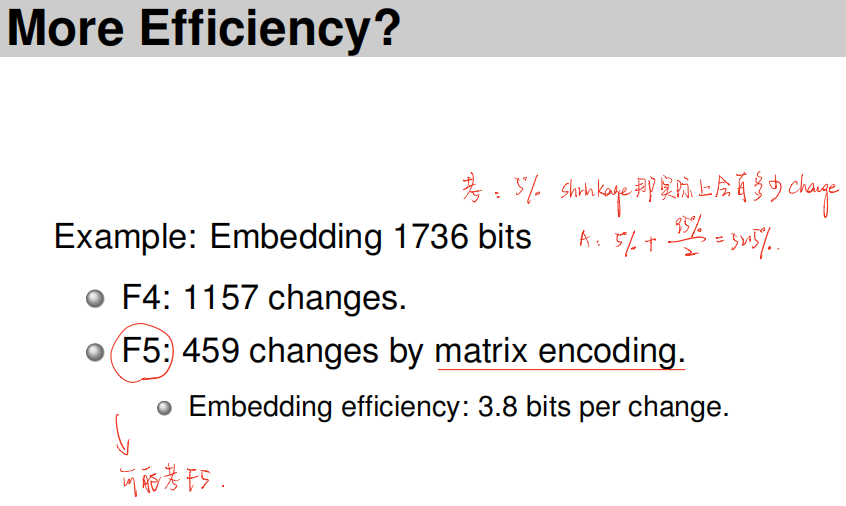 More Efficiency?
考：5% shrinkage 那实际上会有多少 change
Example: Embedding 1736 bits
A: 5% + 95%/2 = 52.5%.
F4: 1157 changes.
F5: 459 changes by matrix encoding.
Embedding efficiency: 3.8 bits per change.
可能考 F5.